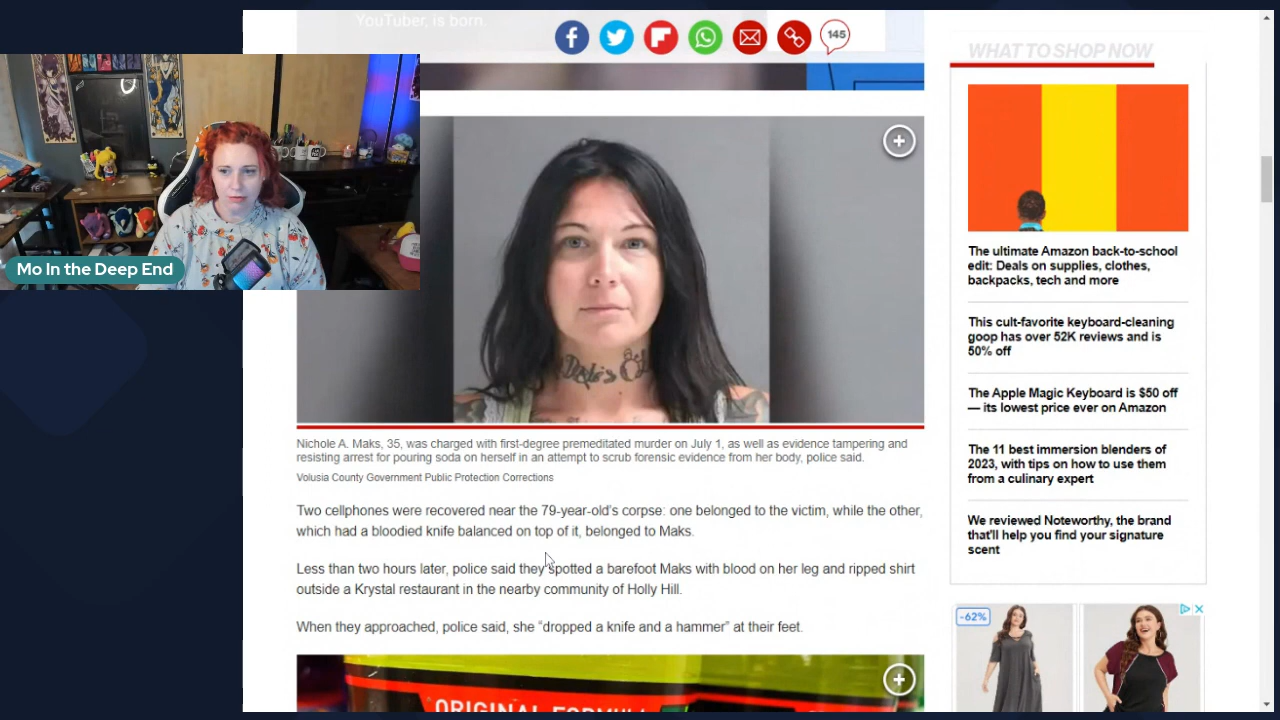 YouTuber, is born.
145
WHAT TO SHOP NOW
Mo In the Deep End
The ultimate Amazon back-to-school
edit: Deals on supplies, clothes,
backpacks, tech and more
This cult-favorite keyboard-cleaning
goop has over 52K reviews and is
50% off
The Apple Magic Keyboard is $50 off
— its lowest price ever on Amazon
The 11 best immersion blenders of
2023, with tips on how to use them
from a culinary expert
We reviewed Noteworthy, the brand
that'll help you find your signature
scent
Nichole A. Maks, 35, was charged with first-degree premeditated murder on July 1, as well as evidence tampering and
resisting arrest for pouring soda on herself in an attempt to scrub forensic evidence from her body, police said.
Volusia County Government Public Protection Corrections
Two cellphones were recovered near the 79-year-old's corpse: one belonged to the victim, while the other,
which had a bloodied knife balanced on top of it, belonged to Maks.
Less than two hours later, police said they spotted a barefoot Maks with blood on her leg and ripped shirt
outside a Krystal restaurant in the nearby community of Holly Hill.
When they approached, police said, she “dropped a knife and a hammer” at their feet.
-62%
ORIGINAL FORMULA